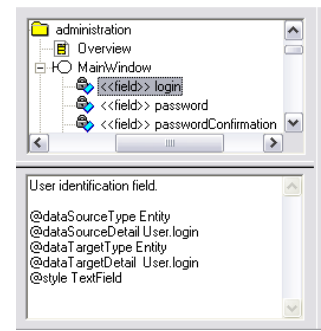 administration
Overview
MainWindow
<<field>> login
<<field>> password
<<field>> passwordConfirmation
User identification field.
@dataSourceType Entity
@dataSourceDetail User.login
@dataTargetType Entity
@dataTargetDetail User.login
@style TextField